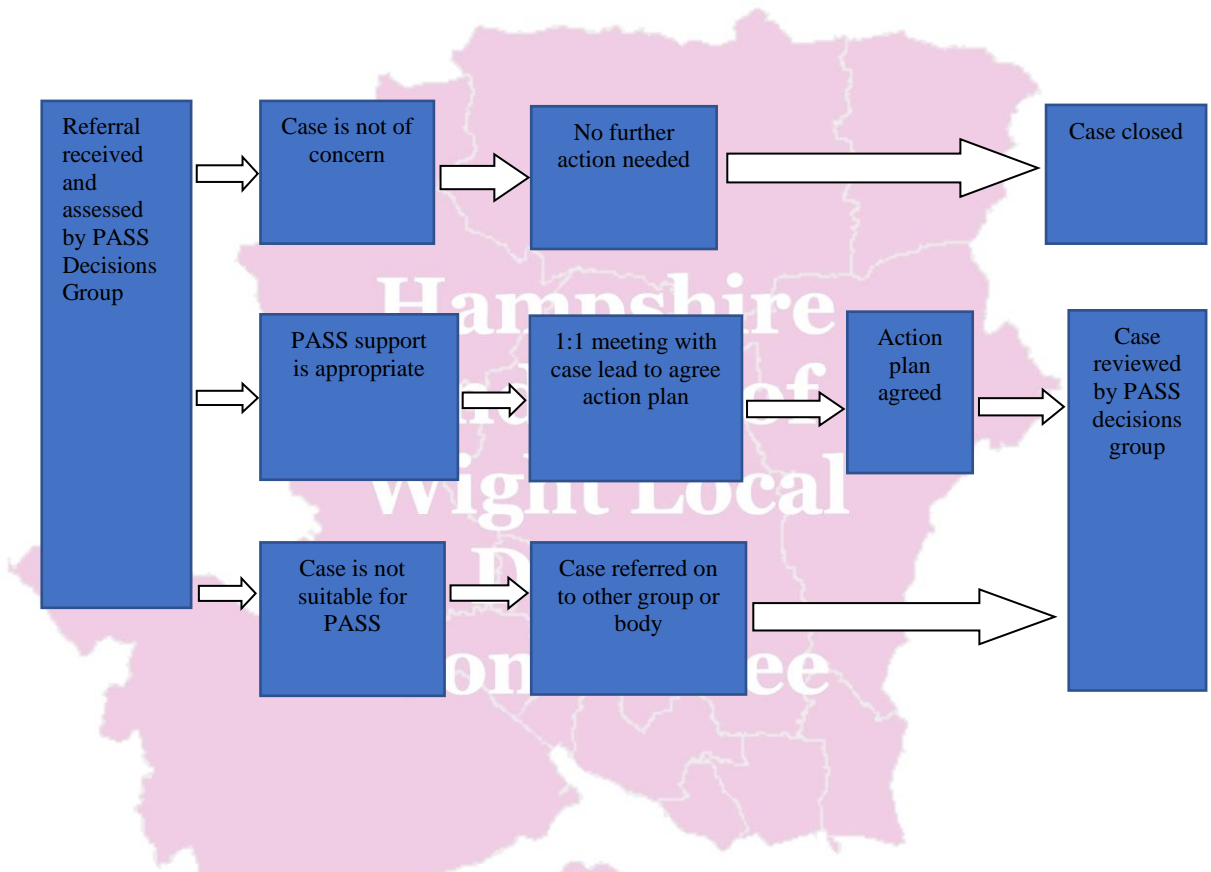 Referral
received
and
assessed
by PASS
Decisions
Group
Case is not of
concern
No further
action needed
Case closed
PASS support
is appropriate
1:1 meeting with
case lead to agree
action plan
Action
plan
agreed
Case
reviewed
by PASS
decisions
group
Case is not
suitable for
PASS
Case referred on
to other group or
body
Hampshire
of
Wight Local